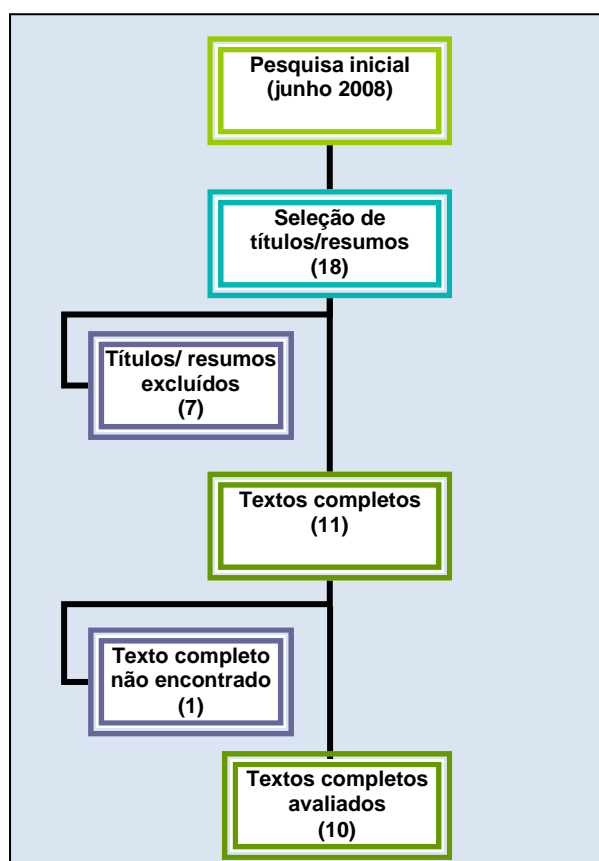 Pesquisa inicial
(junho 2008)
Seleção de
títulos/resumos
(18)
Títulos/ resumos
excluídos
(7)
Textos completos
(11)
Texto completo
não encontrado
(1)
Textos completos
avaliados
(10)